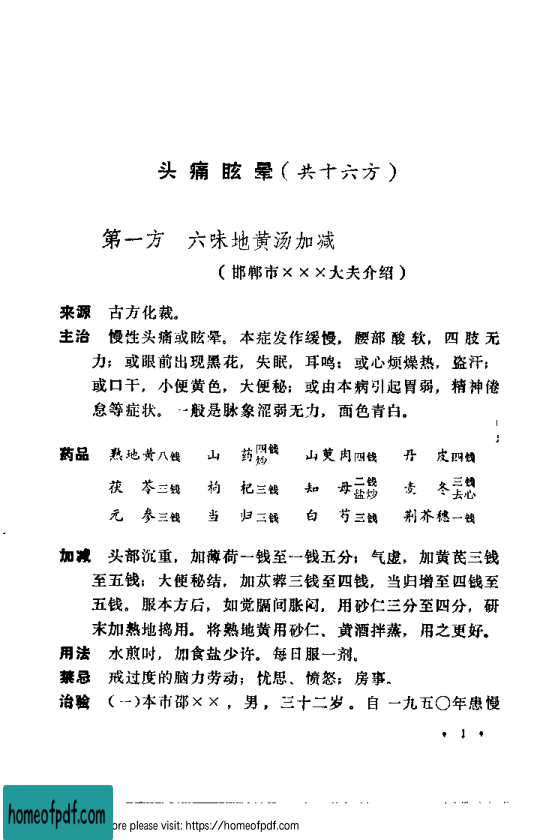 头痛眩晕(共十六方)
第一方 六味地黄汤加减
(邯郸市×××大夫介绍)
来源 古方化裁。
主治 慢性头痛或眩晕。本症发作缓慢,腰部酸软,四肢无
力;或眼前出现黑花,失眠,耳鸣;或心烦燥热,盗汗;
或口干,小便黄色,大便秘;或由本病引起胃弱,精神倦
怠等症状。一般是脉象涩弱无力,面色青白。
药品 熟地黄八钱 山药四钱炒 山萸肉四钱 丹皮四钱
茯苓三钱 枸杞三钱 知母二钱盐炒 麦冬三钱去心
元参三钱 当归三钱 白芍三钱 荆芥穗一钱
加减 头部沉重,加薄荷一钱至一钱五分;气虚,加黄芪三钱
至五钱;大便秘结,加苁蓉三钱至四钱,当归增至四钱至
五钱。服本方后,如觉膈间胀闷,用砂仁三分至四分,研
末加熟地捣用。将熟地黄用砂仁、黄酒拌蒸,用之更好。
用法 水煎时,加食盐少许。每日服一剂。
禁忌 戒过度的脑力劳动;忧思、愤怒;房事。
治验 (一)本市邵××,男,三十二岁。自一九五〇年患慢
· 1 ·
homeofpdf.com
ore please visit: https://homeofpdf.com